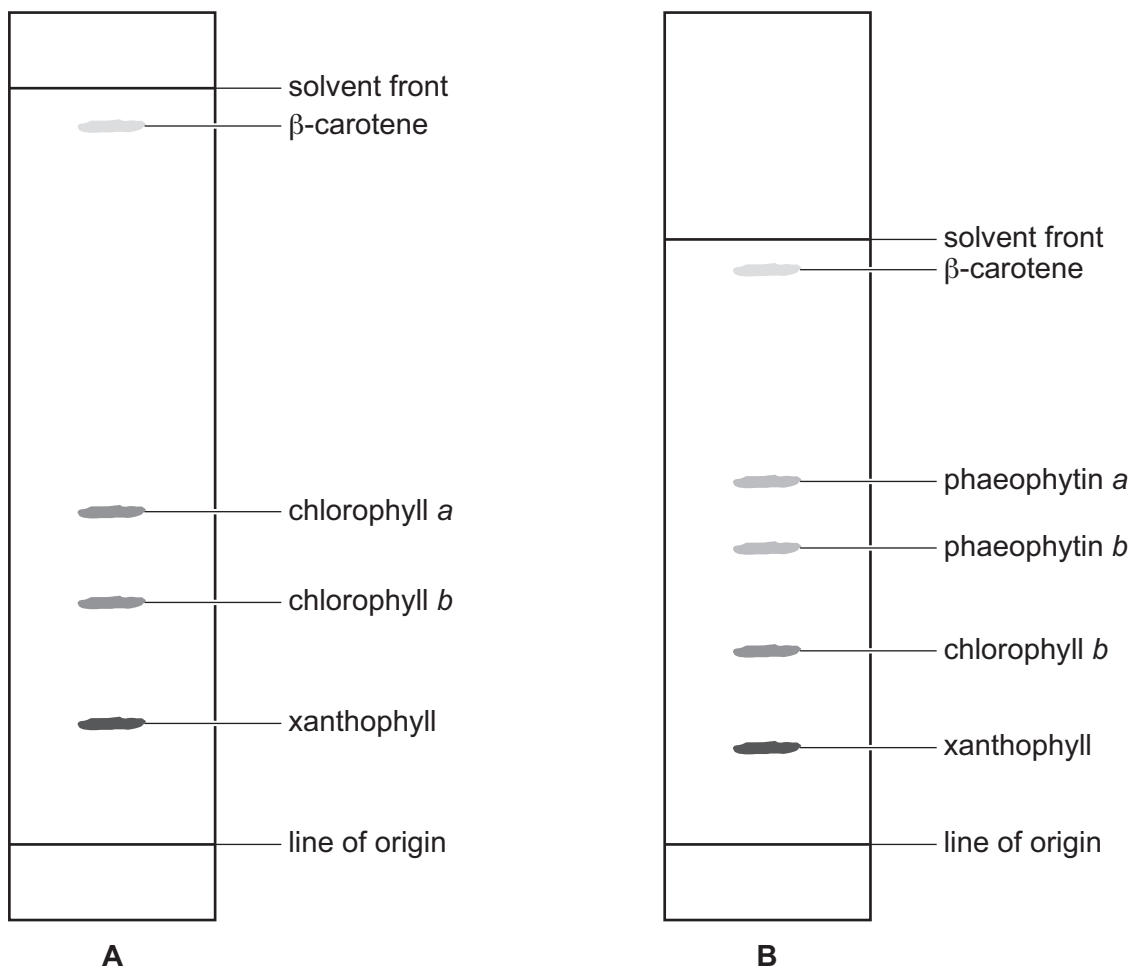 solvent front
β-carotene
chlorophyll a
chlorophyll b
xanthophyll
line of origin
A
solvent front
β-carotene
phaeophytin a
phaeophytin b
chlorophyll b
xanthophyll
line of origin
B